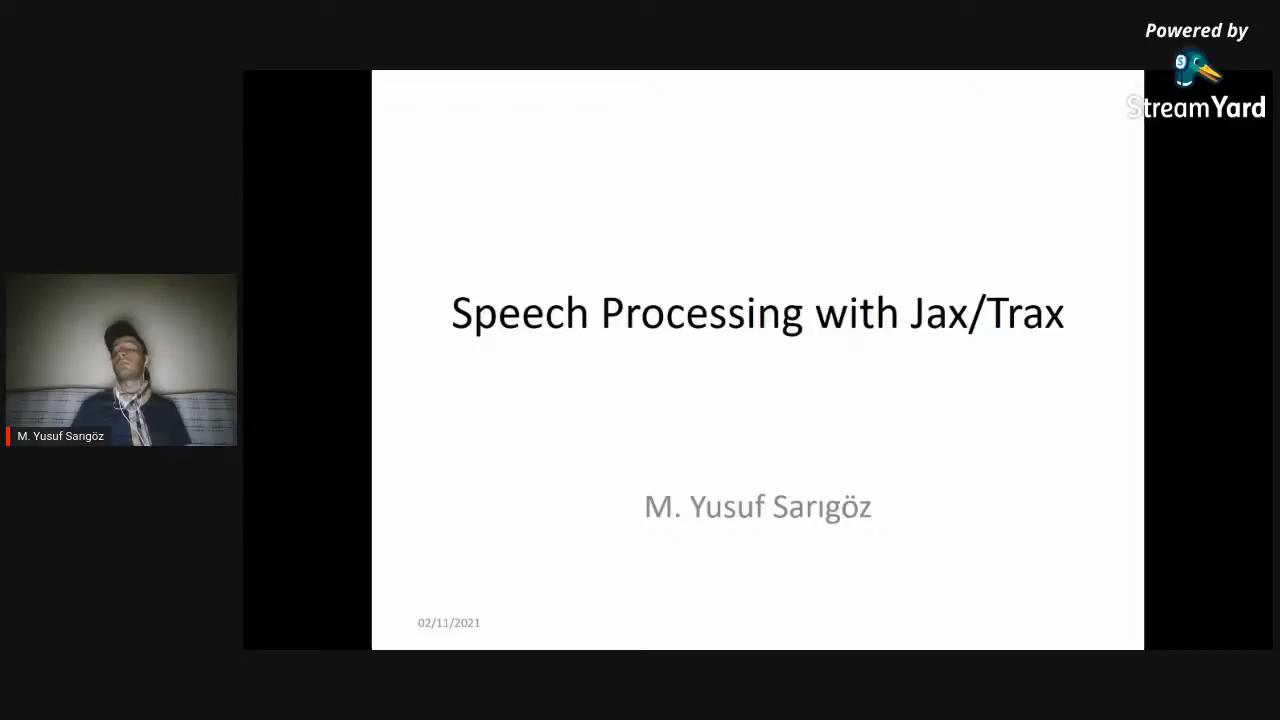 Powered by
StreamYard
Speech Processing with Jax/Trax
M. Yusuf Sarıgöz
M. Yusuf Sarıgöz
02/11/2021